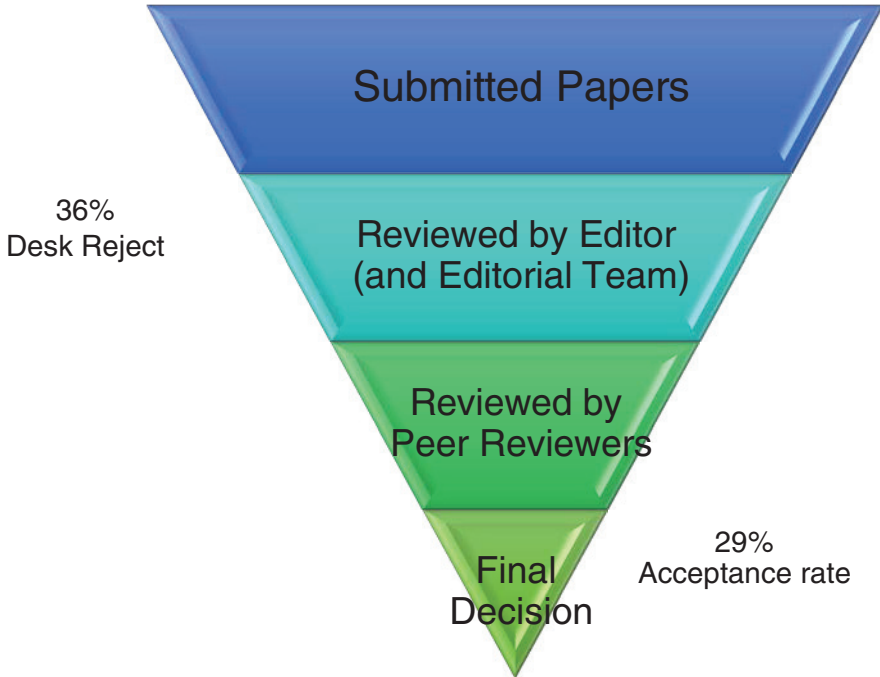 Submitted Papers
36%
Desk Reject
Reviewed by Editor
(and Editorial Team)
Reviewed by
Peer Reviewers
Final
Decision
29%
Acceptance rate